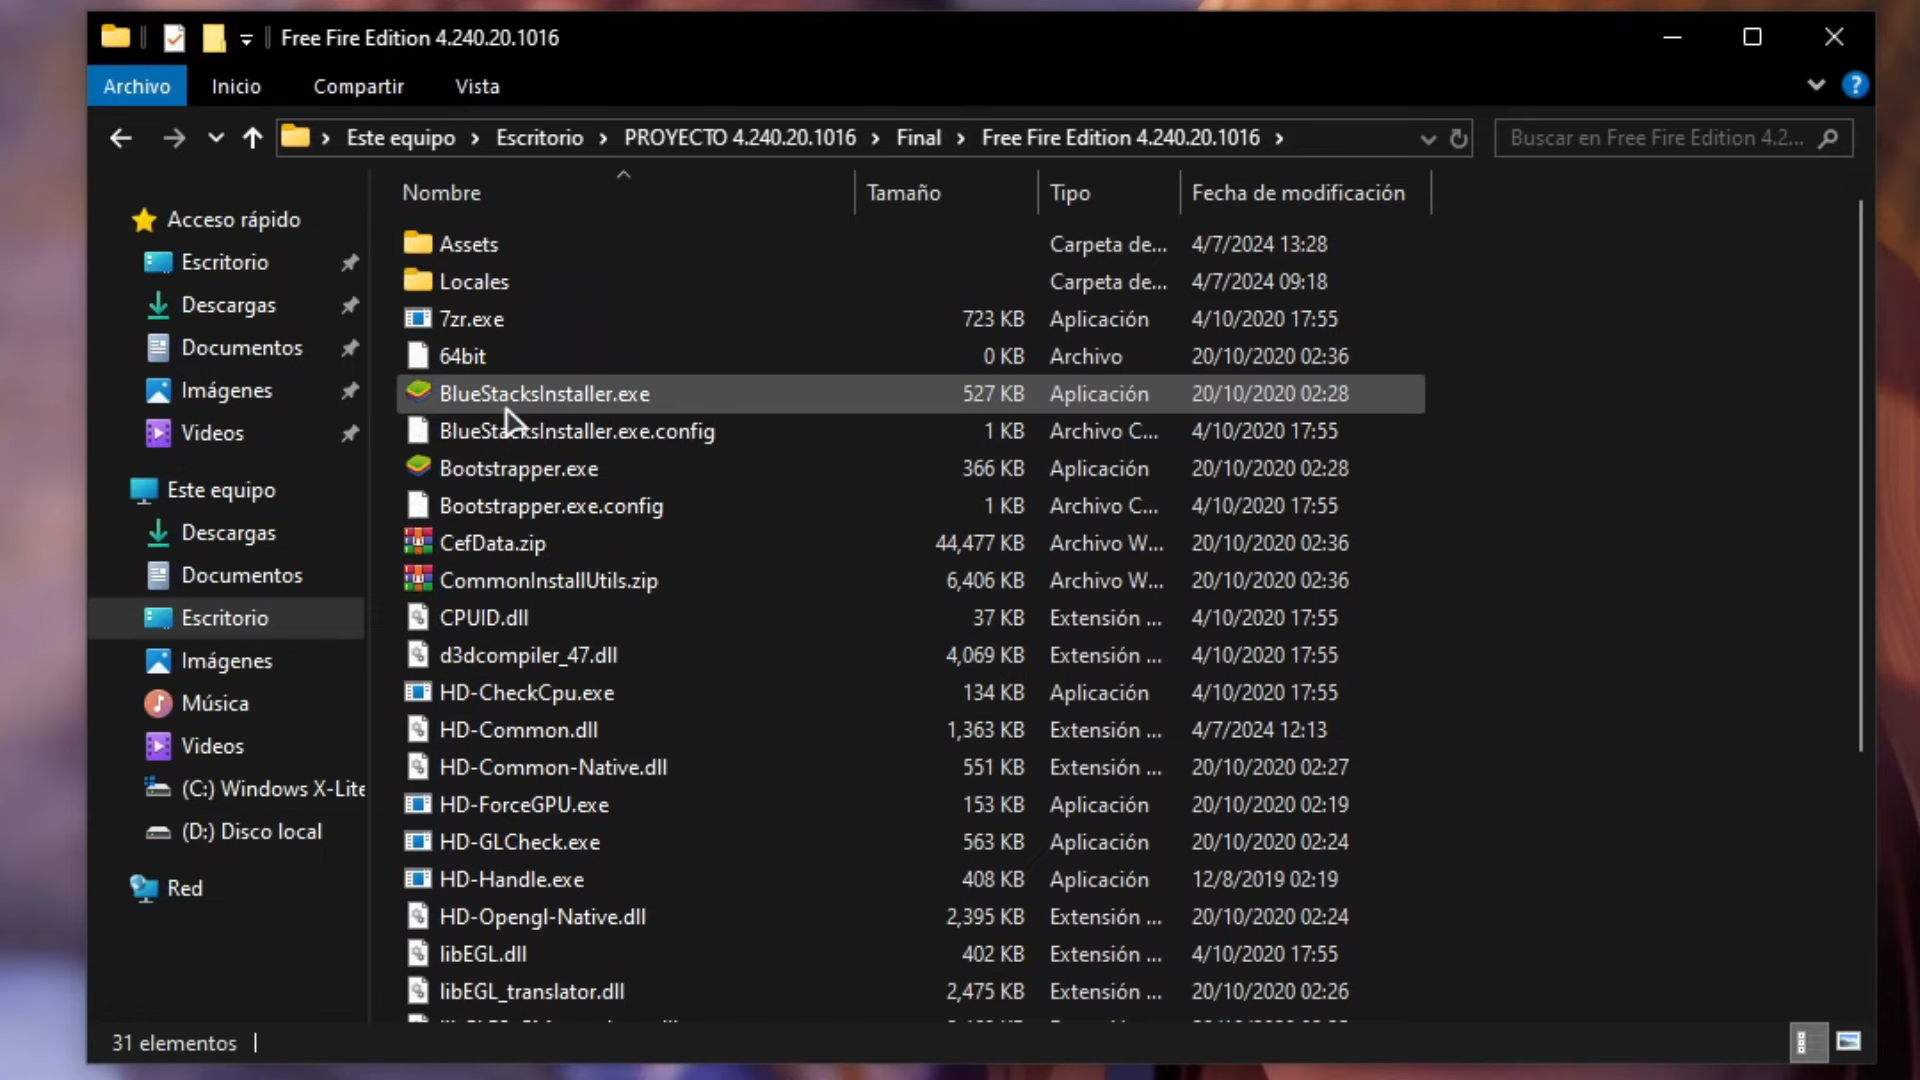 Free Fire Edition 4.240.20.1016
Archivo Inicio Compartir Vista
Este equipo Escritorio PROYECTO 4.240.20.1016 Final Free Fire Edition 4.240.20.1016 Buscar en Free Fire Edition 4.2...
Nombre Tamaño Tipo Fecha de modificación
Acceso rápido
Escritorio
Descargas
Documentos
Imágenes
Videos
Este equipo
Descargas
Documentos
Escritorio
Imágenes
Música
Videos
(C:) Windows X-Lite
(D:) Disco local
Red
Assets Carpeta de... 4/7/2024 13:28
Locales Carpeta de... 4/7/2024 09:18
7zr.exe 723 KB Aplicación 4/10/2020 17:55
64bit 0 KB Archivo 20/10/2020 02:36
BlueStacksInstaller.exe 527 KB Aplicación 20/10/2020 02:28
BlueStacksInstaller.exe.config 1 KB Archivo C... 4/10/2020 17:55
Bootstrapper.exe 366 KB Aplicación 20/10/2020 02:28
Bootstrapper.exe.config 1 KB Archivo C... 4/10/2020 17:55
CefData.zip 44,477 KB Archivo W... 20/10/2020 02:36
CommonInstallUtils.zip 6,406 KB Archivo W... 20/10/2020 02:36
CPUID.dll 37 KB Extensión ... 4/10/2020 17:55
d3dcompiler_47.dll 4,069 KB Extensión ... 4/10/2020 17:55
HD-CheckCpu.exe 134 KB Aplicación 4/10/2020 17:55
HD-Common.dll 1,363 KB Extensión ... 4/7/2024 12:13
HD-Common-Native.dll 551 KB Extensión ... 20/10/2020 02:27
HD-ForceGPU.exe 153 KB Aplicación 20/10/2020 02:19
HD-GLCheck.exe 563 KB Aplicación 20/10/2020 02:24
HD-Handle.exe 408 KB Aplicación 12/8/2019 02:19
HD-Opengl-Native.dll 2,395 KB Extensión ... 20/10/2020 02:24
libEGL.dll 402 KB Extensión ... 4/10/2020 17:55
libEGL_translator.dll 2,475 KB Extensión ... 20/10/2020 02:26
31 elementos